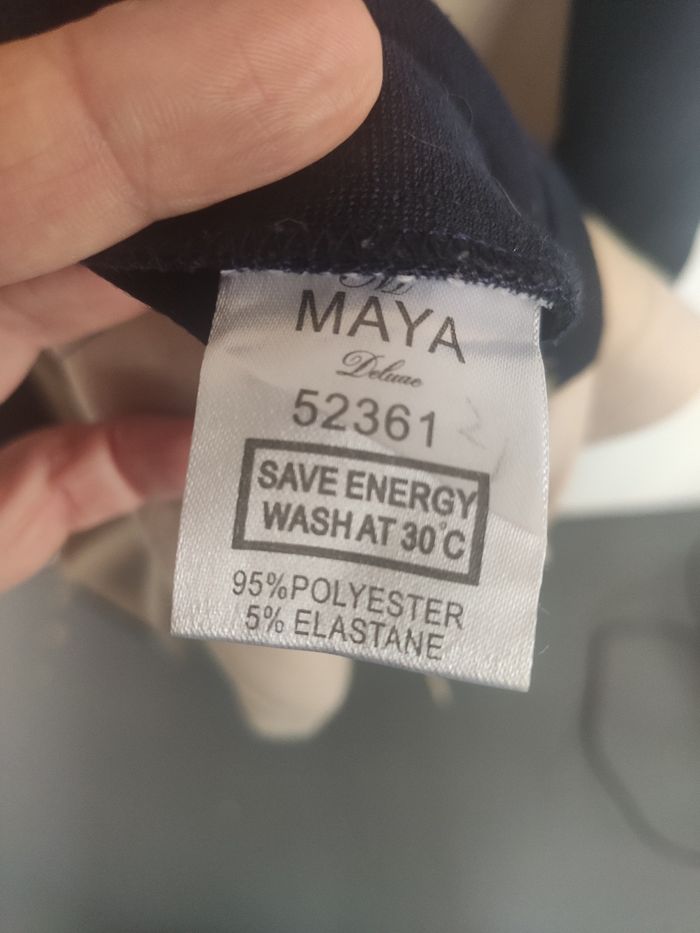 MAYA
Deluxe
52361
SAVE ENERGY
WASH AT 30°C
95%POLYESTER
5% ELASTANE